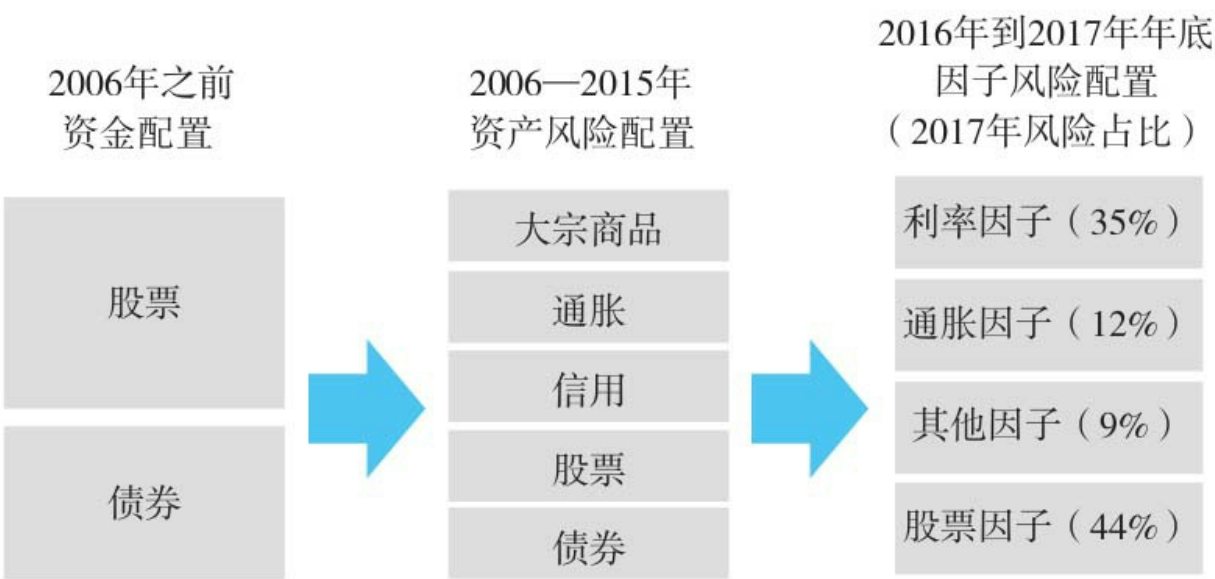 2006年之前
资金配置
股票
债券
2006—2015年
资产风险配置
大宗商品
通胀
信用
股票
债券
2016年到2017年年底
因子风险配置
（2017年风险占比）
利率因子（35%）
通胀因子（12%）
其他因子（9%）
股票因子（44%）